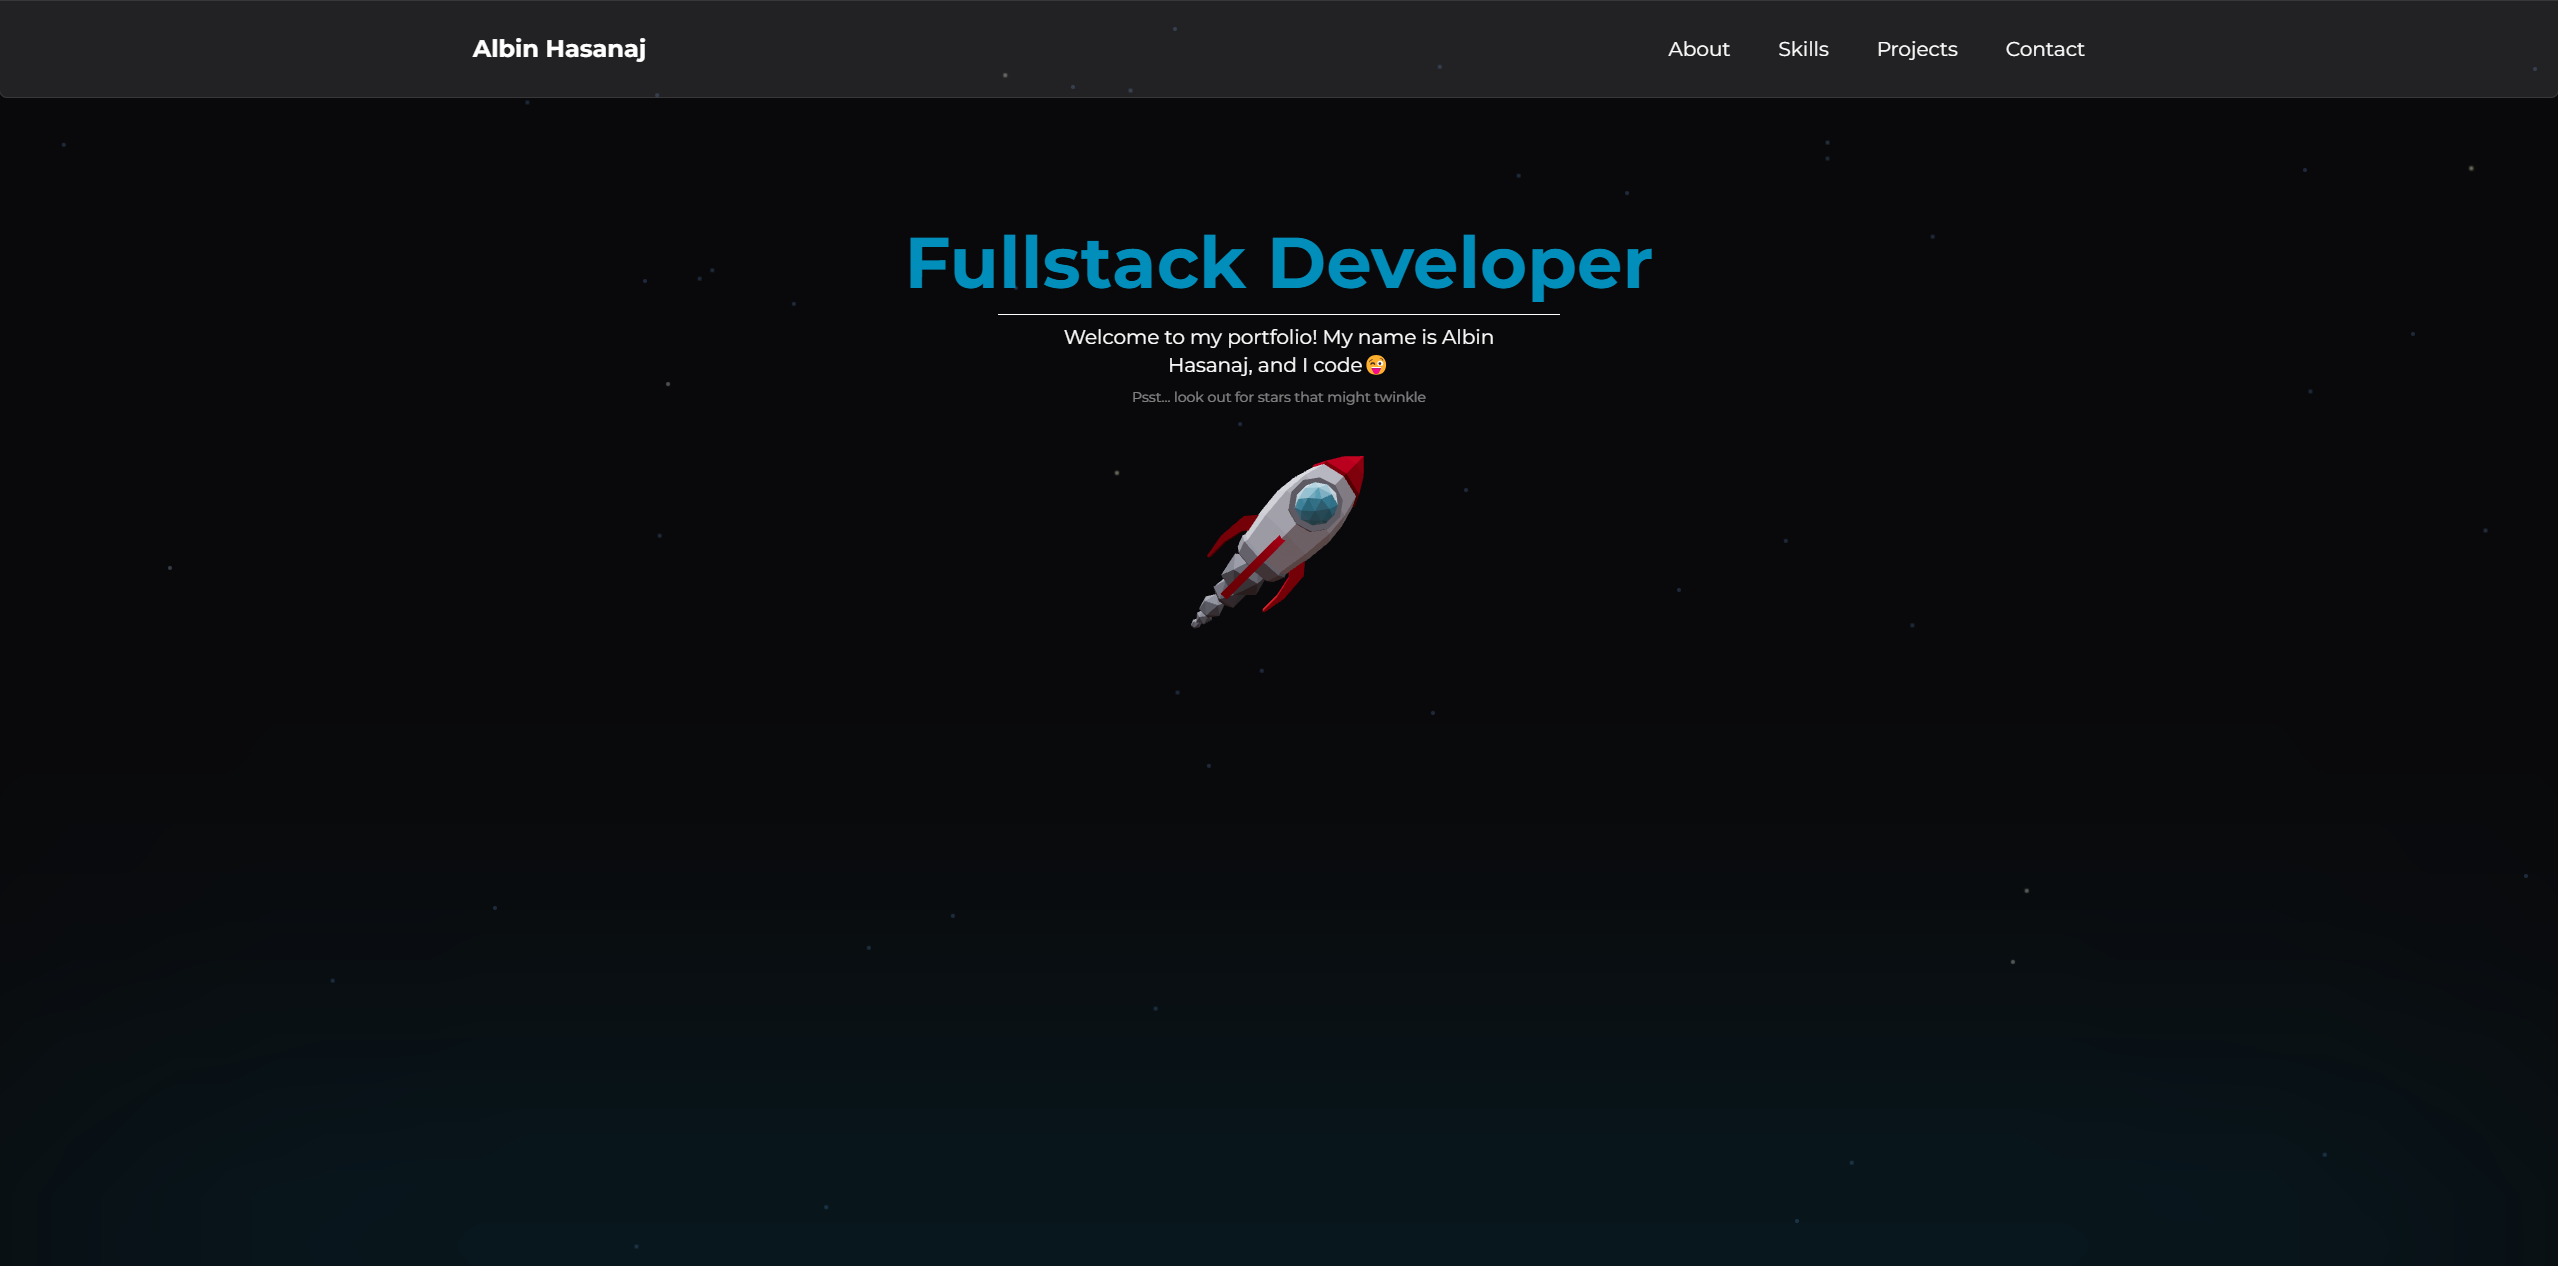 Albin Hasanaj
About
Skills
Projects
Contact
Fullstack Developer
Welcome to my portfolio! My name is Albin
Hasanaj, and I code😜
Psst... look out for stars that might twinkle